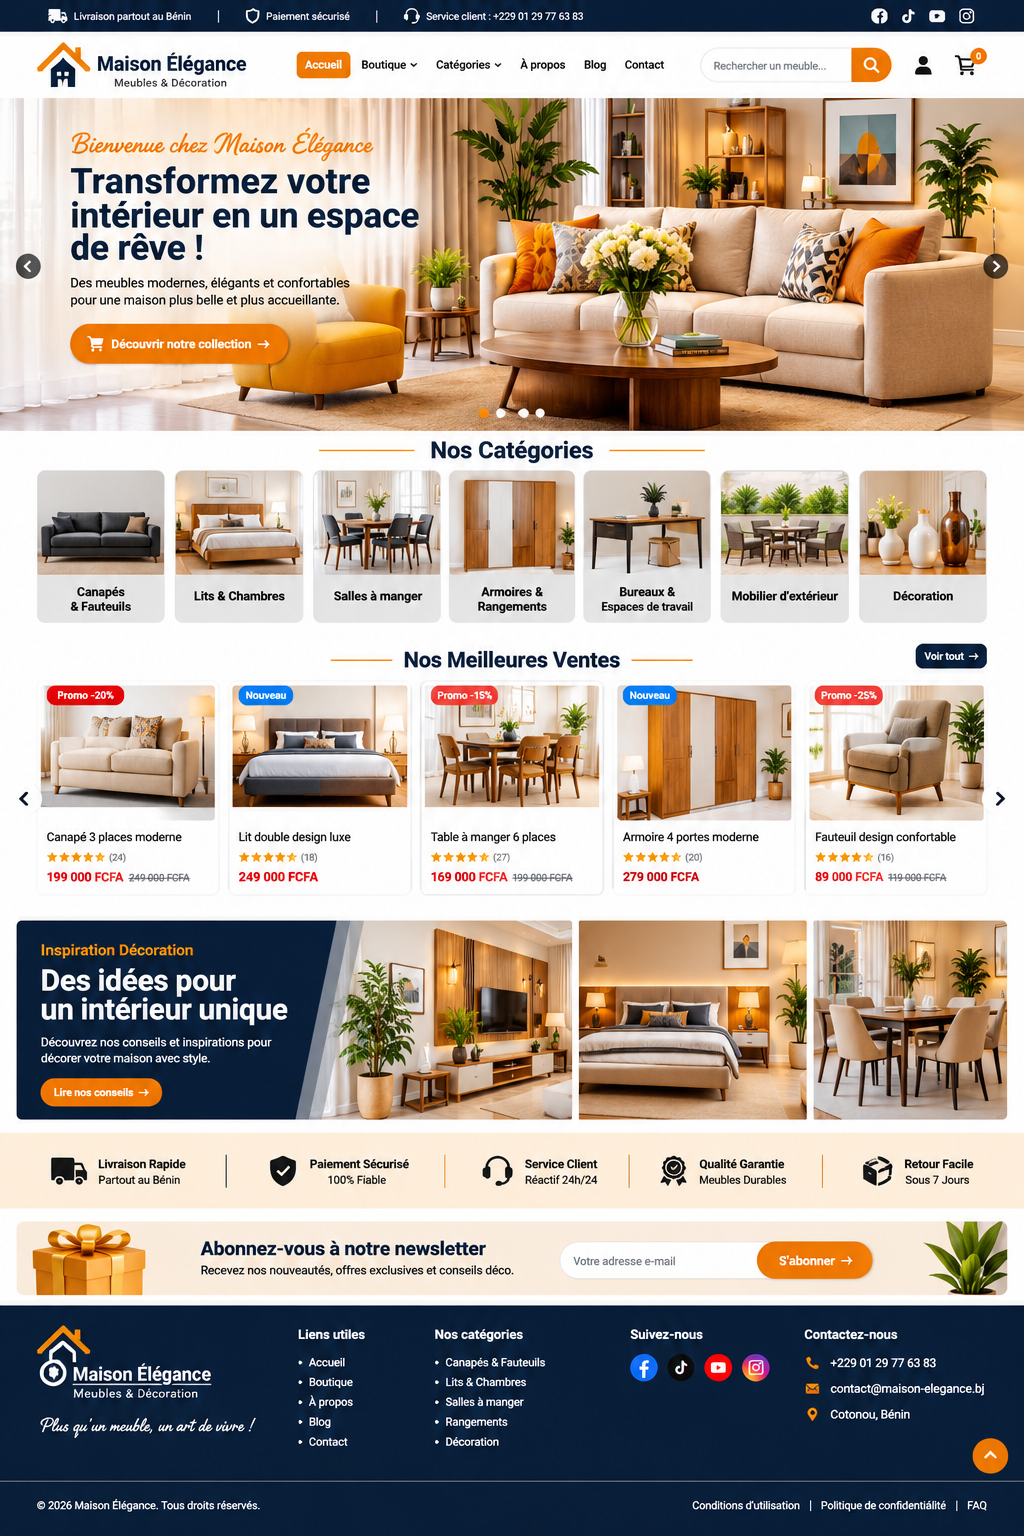 Livraison partout au Bénin | Paiement sécurisé | Service client : +229 01 29 77 63 83
Maison Élégance
Meubles & Décoration
Accueil Boutique Catégories À propos Blog Contact
Rechercher un meuble...
0
Bienvenue chez Maison Élégance
Transformez votre
intérieur en un espace
de rêve !
Des meubles modernes, élégants et confortables
pour une maison plus belle et plus accueillante.
Découvrir notre collection →
Nos Catégories
Canapés
& Fauteuils
Lits & Chambres
Salles à manger
Armoires &
Rangements
Bureaux &
Espaces de travail
Mobilier d'extérieur
Décoration
Nos Meilleures Ventes
Voir tout →
Promo -20%
Canapé 3 places moderne
(24)
199 000 FCFA 249 000 FCFA
Nouveau
Lit double design luxe
(18)
249 000 FCFA
Promo -15%
Table à manger 6 places
(27)
169 000 FCFA 199 000 FCFA
Nouveau
Armoire 4 portes moderne
(20)
279 000 FCFA
Promo -25%
Fauteuil design confortable
(16)
89 000 FCFA 119 000 FCFA
Inspiration Décoration
Des idées pour
un intérieur unique
Découvrez nos conseils et inspirations pour
décorer votre maison avec style.
Lire nos conseils →
Livraison Rapide
Partout au Bénin
Paiement Sécurisé
100% Fiable
Service Client
Réactif 24h/24
Qualité Garantie
Meubles Durables
Retour Facile
Sous 7 Jours
Abonnez-vous à notre newsletter
Recevez nos nouveautés, offres exclusives et conseils déco.
Votre adresse e-mail
S'abonner →
Maison Élégance
Meubles & Décoration
Plus qu'un meuble, un art de vivre !
Liens utiles
• Accueil
• Boutique
• À propos
• Blog
• Contact
Nos catégories
• Canapés & Fauteuils
• Lits & Chambres
• Salles à manger
• Rangements
• Décoration
Suivez-nous
Contactez-nous
+229 01 29 77 63 83
contact@maison-elegance.bj
Cotonou, Bénin
© 2026 Maison Élégance. Tous droits réservés.
Conditions d'utilisation | Politique de confidentiálité | FAQ